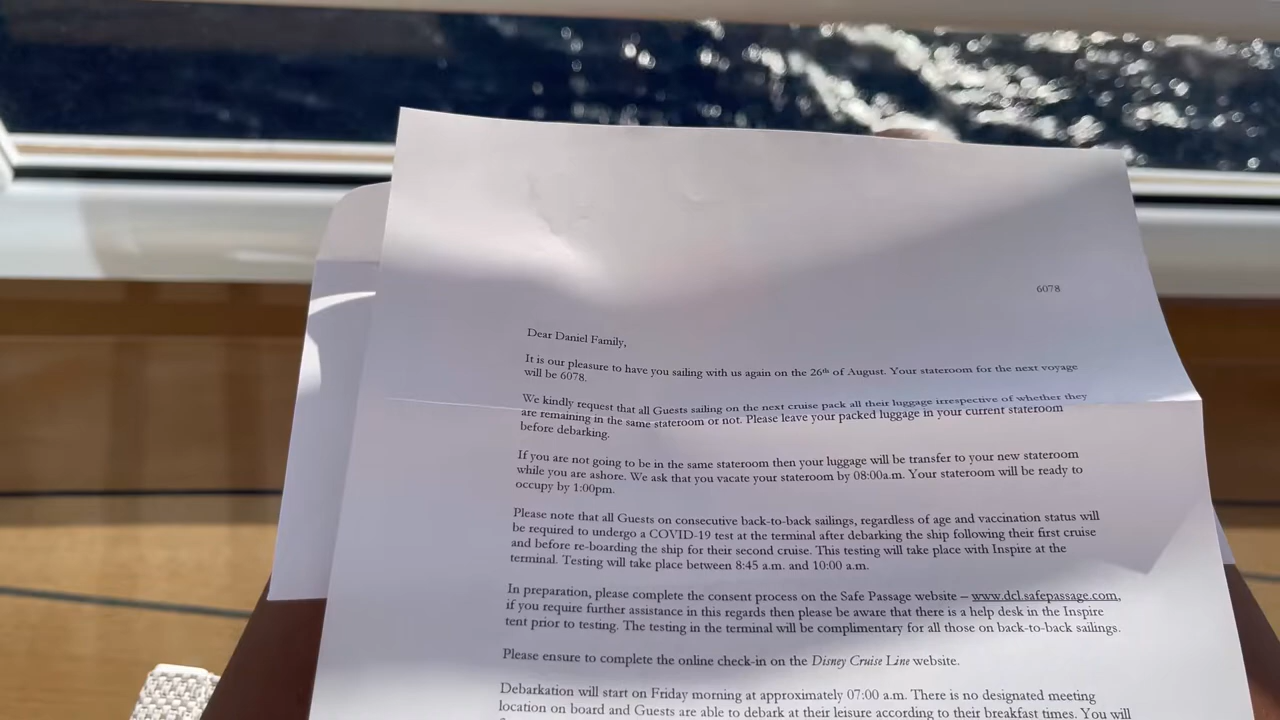 6078
Dear Daniel Family,
It is our pleasure to have you sailing with us again on the 26th of August. Your stateroom for the next voyage
will be 6078.
We kindly request that all Guests sailing on the next cruise pack all their luggage irrespective of whether they
are remaining in the same stateroom or not. Please leave your packed luggage in your current stateroom
before debarking.
If you are not going to be in the same stateroom then your luggage will be transfer to your new stateroom
while you are ashore. We ask that you vacate your stateroom by 08:00a.m. Your stateroom will be ready to
occupy by 1:00pm.
Please note that all Guests on consecutive back-to-back sailings, regardless of age and vaccination status will
be required to undergo a COVID-19 test at the terminal after debarking the ship following their first cruise
and before re-boarding the ship for their second cruise. This testing will take place with Inspire at the
terminal. Testing will take place between 8:45 a.m. and 10:00 a.m.
In preparation, please complete the consent process on the Safe Passage website – www.dcl.safepassage.com,
if you require further assistance in this regards then please be aware that there is a help desk in the Inspire
tent prior to testing. The testing in the terminal will be complimentary for all those on back-to-back sailings.
Please ensure to complete the online check-in on the Disney Cruise Line website.
Debarkation will start on Friday morning at approximately 07:00 a.m. There is no designated meeting
location on board and Guests are able to debark at their leisure according to their breakfast times. You will